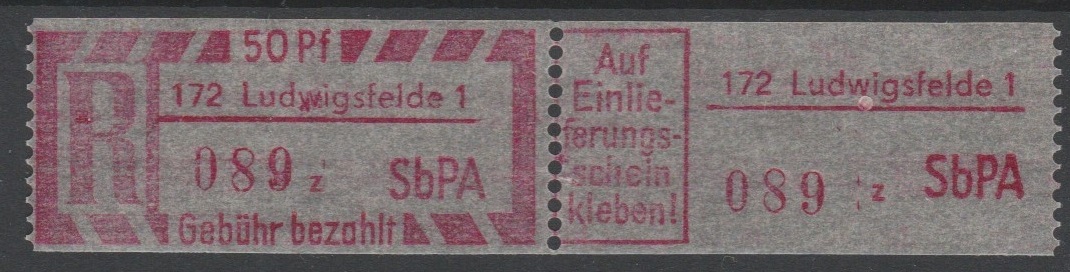 50 Pf
R
172 Ludwigsfelde 1
089 z SbPA
Gebühr bezahlt
Auf
Einlie-
ferungs-
schein
kleben!
172 Ludwigsfelde 1
089 z SbPA